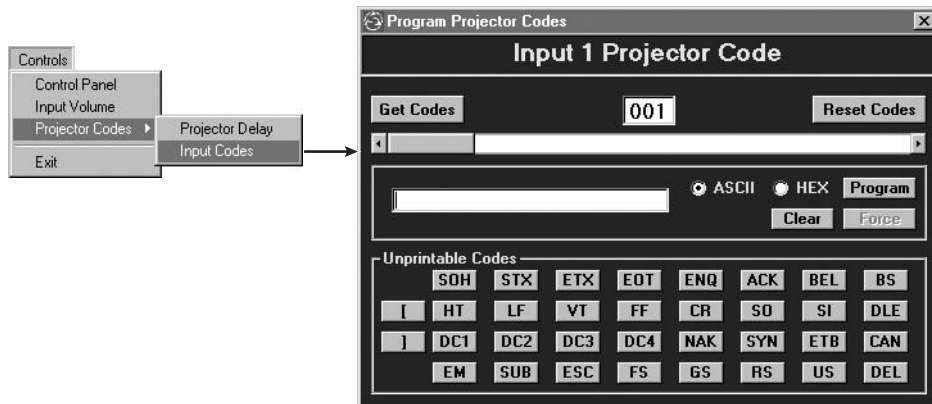 Controls
Control Panel
Input Volume
Projector Codes
Exit
Projector Delay
Input Codes
Program Projector Codes
Input 1 Projector Code
Get Codes 001 Reset Codes
ASCII HEX Program
Clear Force
Unprintable Codes
SOH STX ETX EOT ENQ ACK BEL BS
[ HT LF VT FF CR SO SI DLE
] DC1 DC2 DC3 DC4 NAK SYN ETB CAN
EM SUB ESC FS GS RS US DEL